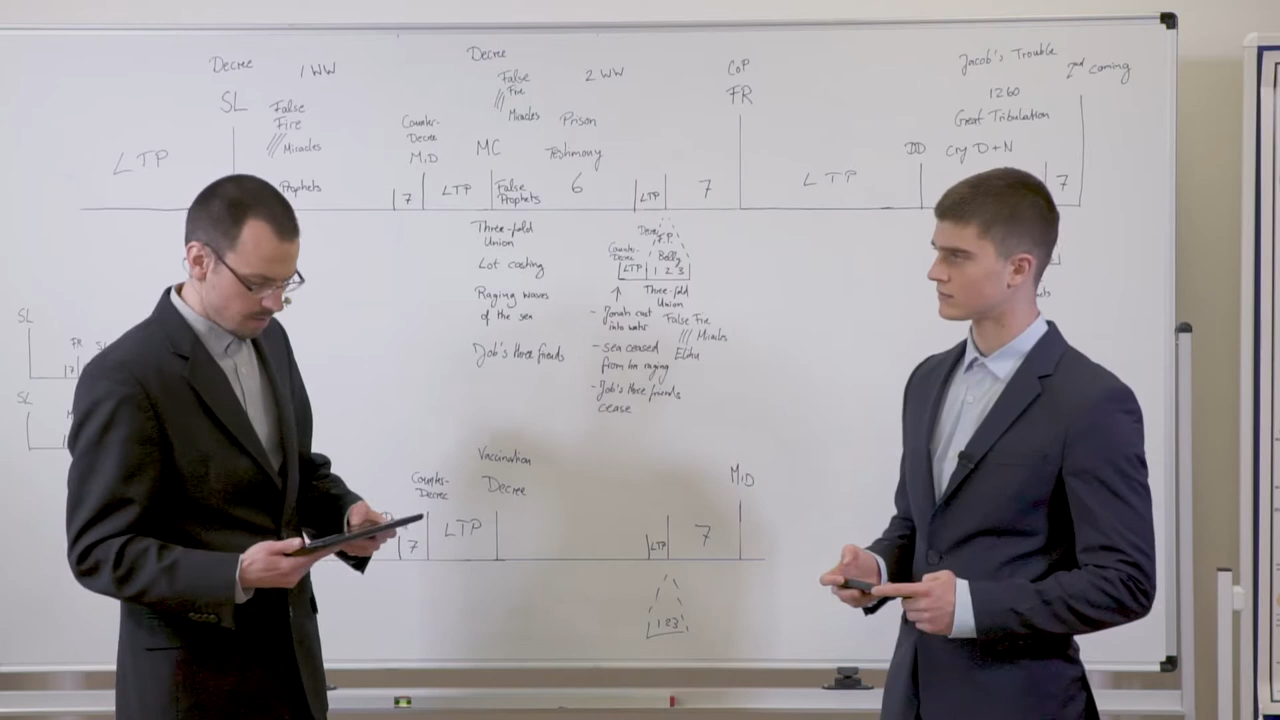 Decree
1 WW
SL
False
Fire
/// Miracles
Prophets
LTP
Counter-
Decree
MiD
7
LTP
Decree
False
Fire
/// Miracles
MC
False
Prophets
2 WW
Prison
Testimony
6
LTP
7
CoP
FR
LTP
DD
Jacob's Trouble
2nd coming
1260
Great Tribulation
Cry D+N
7
Three-fold
Union
Lot casting
Raging waves
of the sea
Job's three friends
Counter-
Decree
Decree
F.P.
Belly
LTP 1 2 3
Three-fold
Union
- Jonah cast
into water
False Fire
/// Miracles
Elihu
- sea ceased
from her raging
- Job's three friends
cease
SL
FR
7
SL
Vaccination
Decree
Counter-
Decree
7
LTP
LTP
7
MiD
1 2 3